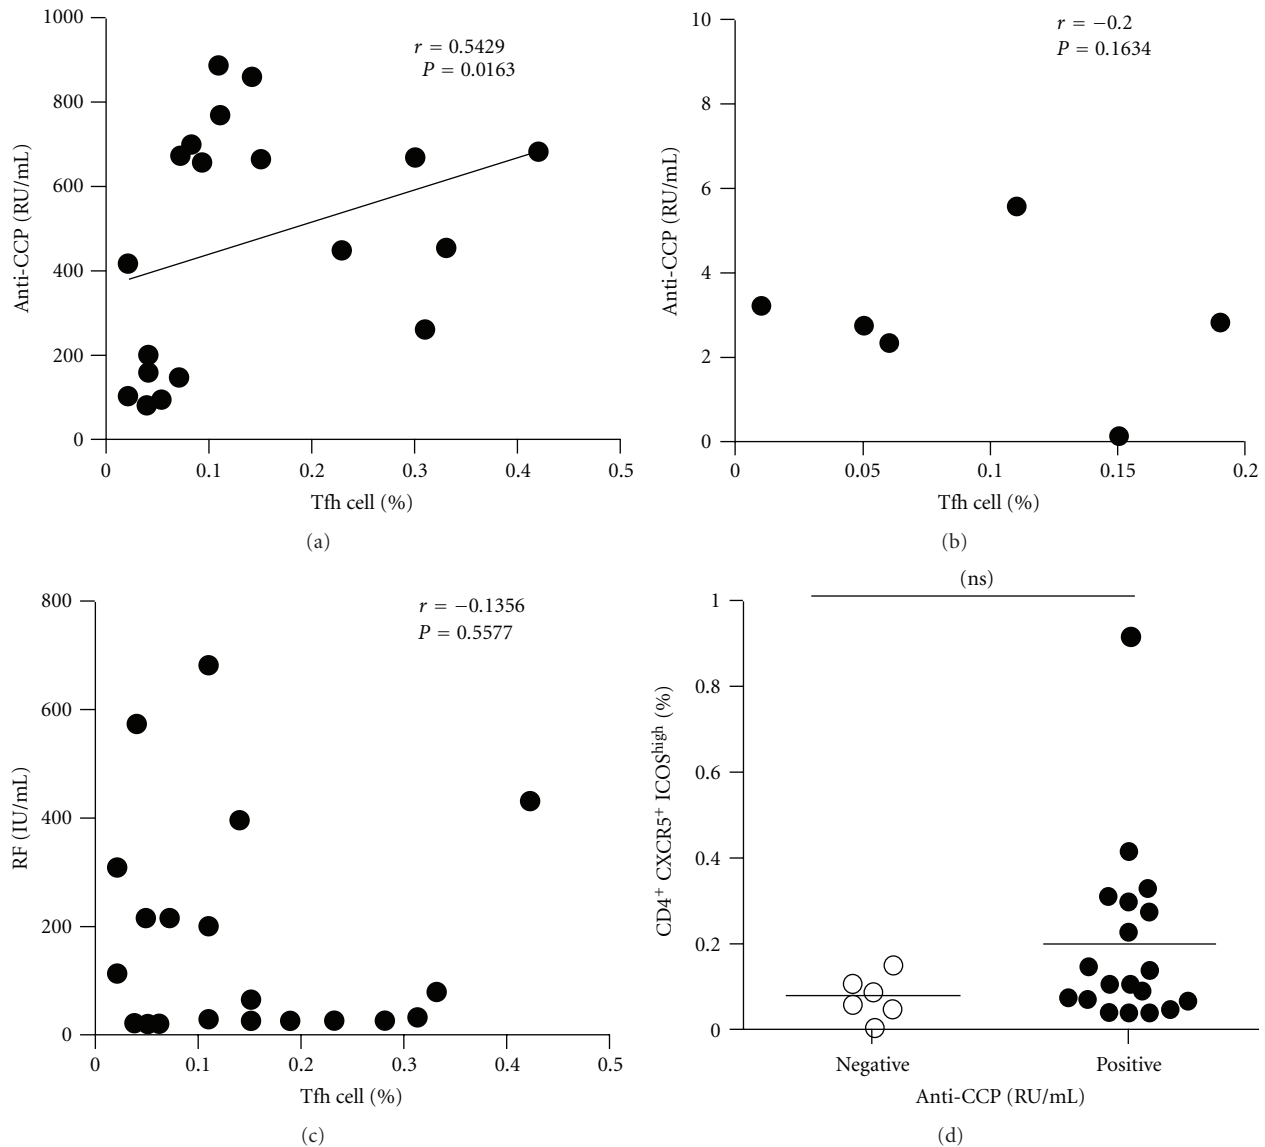 1000
800
600
400
200
0
Anti-CCP (RU/mL)
r = 0.5429
P = 0.0163
0 0.1 0.2 0.3 0.4 0.5
Tfh cell (%)
(a)
10
8
6
4
2
0
Anti-CCP (RU/mL)
r = −0.2
P = 0.1634
0 0.05 0.1 0.15 0.2
Tfh cell (%)
(b)
800
600
400
200
0
RF (IU/mL)
r = −0.1356
P = 0.5577
0 0.1 0.2 0.3 0.4 0.5
Tfh cell (%)
(c)
(ns)
1
0.8
0.6
0.4
0.2
0
CD4⁺ CXCR5⁺ ICOSʰⁱᵍʰ (%)
Negative Positive
Anti-CCP (RU/mL)
(d)